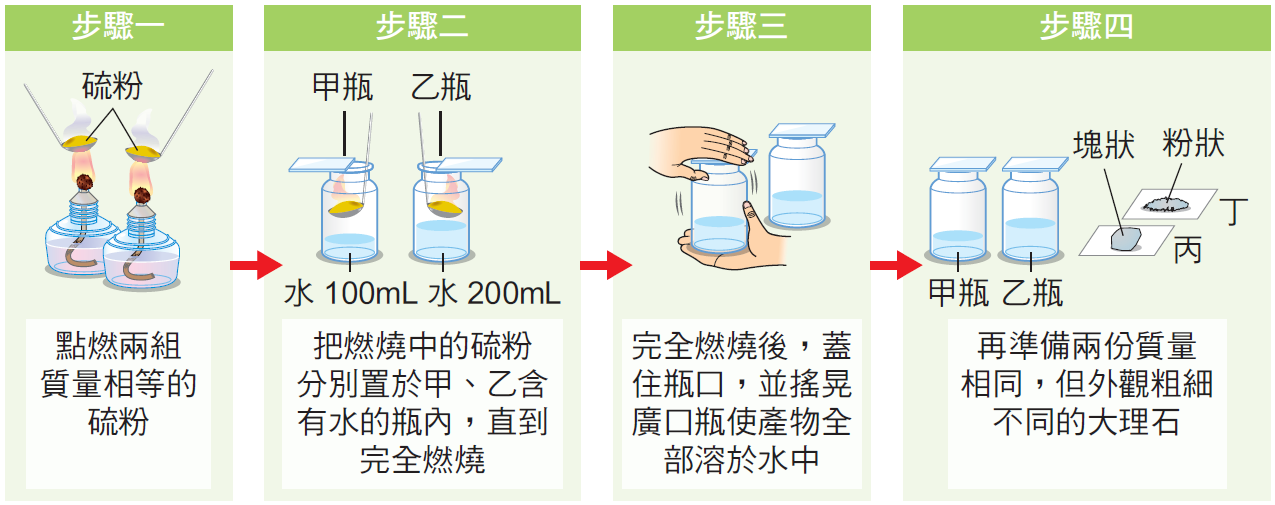 步驟一
硫粉
點燃兩組
質量相等的
硫粉
步驟二
甲瓶 乙瓶
水 100mL 水 200mL
把燃燒中的硫粉
分別置於甲、乙含
有水的瓶內，直到
完全燃燒
步驟三
完全燃燒後，蓋
住瓶口，並搖晃
廣口瓶使產物全
部溶於水中
步驟四
塊狀 粉狀
丁
丙
甲瓶 乙瓶
再準備兩份質量
相同，但外觀粗細
不同的大理石